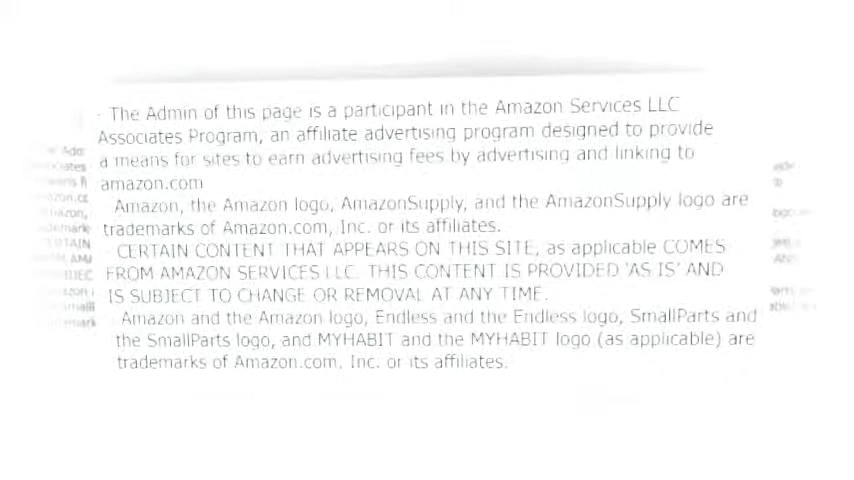 - The Admin of this page is a participant in the Amazon Services LLC
Associates Program, an affiliate advertising program designed to provide
a means for sites to earn advertising fees by advertising and linking to
amazon.com
Amazon, the Amazon logo, AmazonSupply, and the AmazonSupply logo are
trademarks of Amazon.com, Inc. or its affiliates.
CERTAIN CONTENT THAT APPEARS ON THIS SITE, as applicable COMES
FROM AMAZON SERVICES LLC. THIS CONTENT IS PROVIDED 'AS IS' AND
IS SUBJECT TO CHANGE OR REMOVAL AT ANY TIME.
Amazon and the Amazon logo, Endless and the Endless logo, SmallParts and
the SmallParts logo, and MYHABIT and the MYHABIT logo (as applicable) are
trademarks of Amazon.com, Inc. or its affiliates.